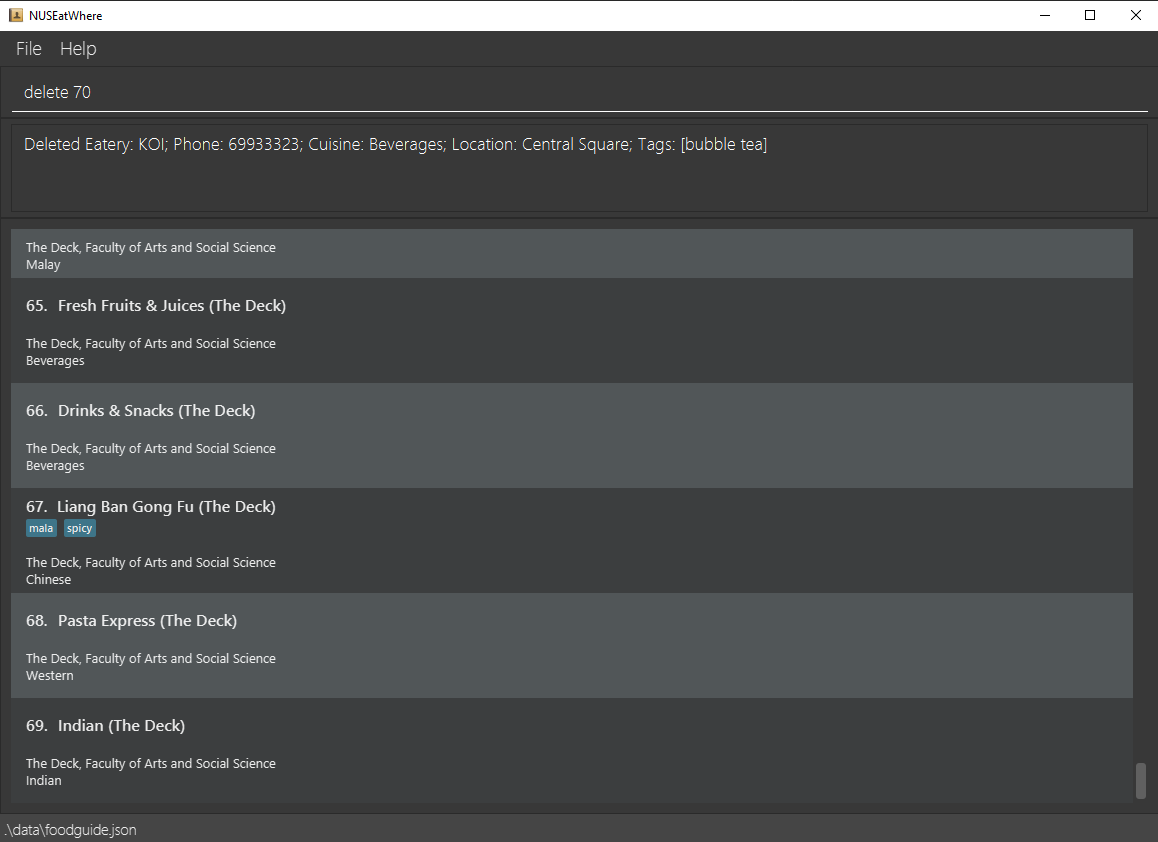 NUSEatWhere
File Help
delete 70
Deleted Eatery: KOI; Phone: 69933323; Cuisine: Beverages; Location: Central Square; Tags: [bubble tea]
The Deck, Faculty of Arts and Social Science
Malay
65. Fresh Fruits & Juices (The Deck)
The Deck, Faculty of Arts and Social Science
Beverages
66. Drinks & Snacks (The Deck)
The Deck, Faculty of Arts and Social Science
Beverages
67. Liang Ban Gong Fu (The Deck)
mala spicy
The Deck, Faculty of Arts and Social Science
Chinese
68. Pasta Express (The Deck)
The Deck, Faculty of Arts and Social Science
Western
69. Indian (The Deck)
The Deck, Faculty of Arts and Social Science
Indian
.\data\foodguide.json